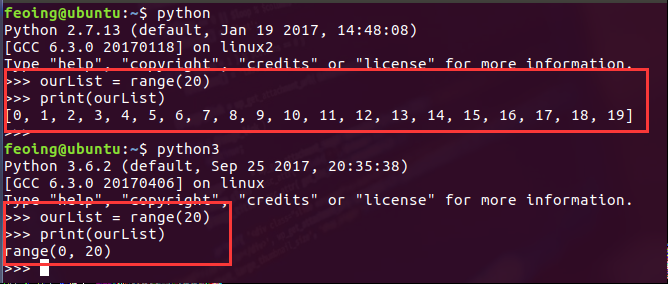 feoing@ubuntu:~$ python
Python 2.7.13 (default, Jan 19 2017, 14:48:08)
[GCC 6.3.0 20170118] on linux2
Type "help", "copyright", "credits" or "license" for more information.
>>> ourList = range(20)
>>> print(ourList)
[0, 1, 2, 3, 4, 5, 6, 7, 8, 9, 10, 11, 12, 13, 14, 15, 16, 17, 18, 19]
>>>
feoing@ubuntu:~$ python3
Python 3.6.2 (default, Sep 25 2017, 20:35:38)
[GCC 6.3.0 20170406] on linux
Type "help", "copyright", "credits" or "license" for more information.
>>> ourList = range(20)
>>> print(ourList)
range(0, 20)
>>>